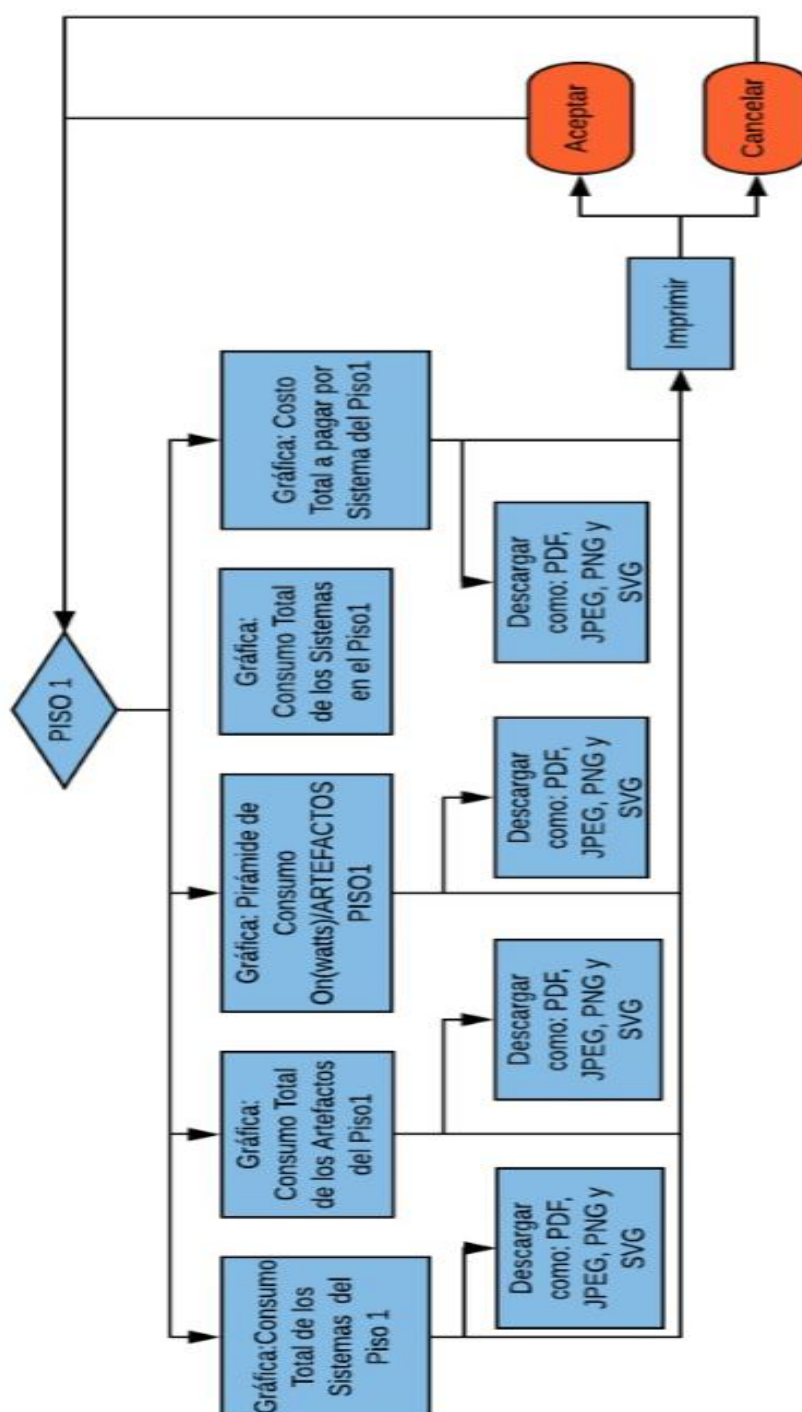 PISO 1
Gráfica:Consumo
Total de los
Sistemas del
Piso 1
Gráfica:
Consumo Total
de los Artefactos
del Piso1
Gráfica: Pirámide de
Consumo
On(watts)/ARTEFACTOS
PISO1
Gráfica:
Consumo Total
de los Sistemas
en el Piso1
Gráfica: Costo
Total a pagar por
Sistema del Piso1
Descargar
como: PDF,
JPEG, PNG y
SVG
Descargar
como: PDF,
JPEG, PNG y
SVG
Descargar
como: PDF,
JPEG, PNG y
SVG
Descargar
como: PDF,
JPEG, PNG y
SVG
Imprimir
Aceptar
Cancelar